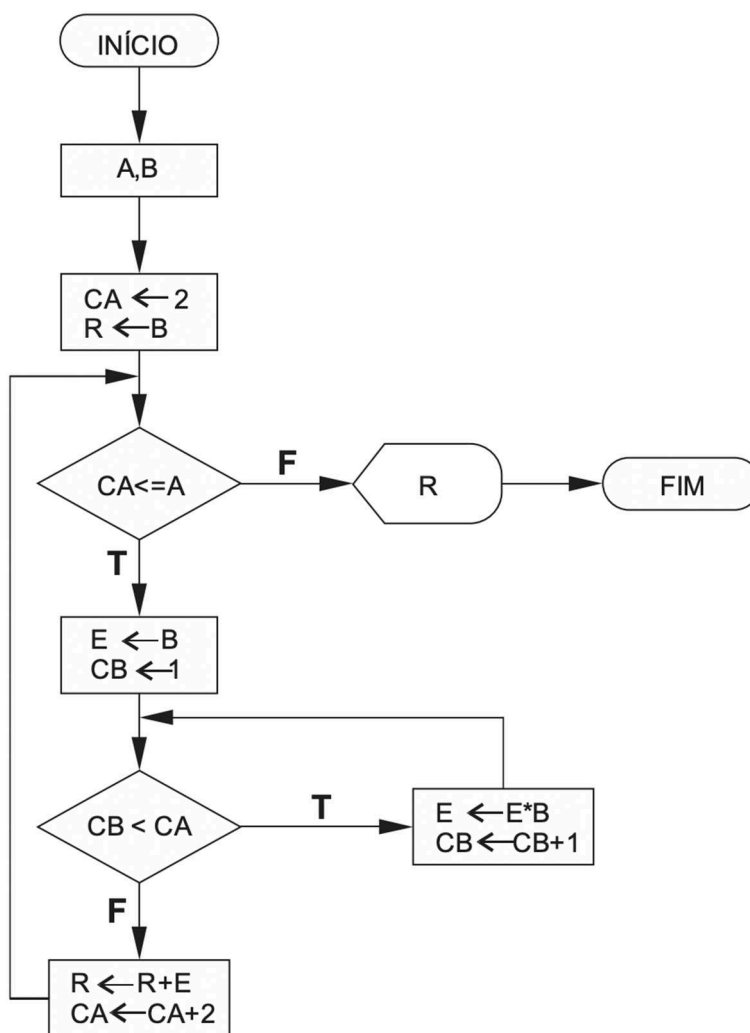 INÍCIO
A,B
CA ← 2
R ← B
CA<=A
F
R
FIM
T
E ← B
CB ← 1
CB < CA
T
E ← E*B
CB ← CB+1
F
R ← R+E
CA ← CA+2